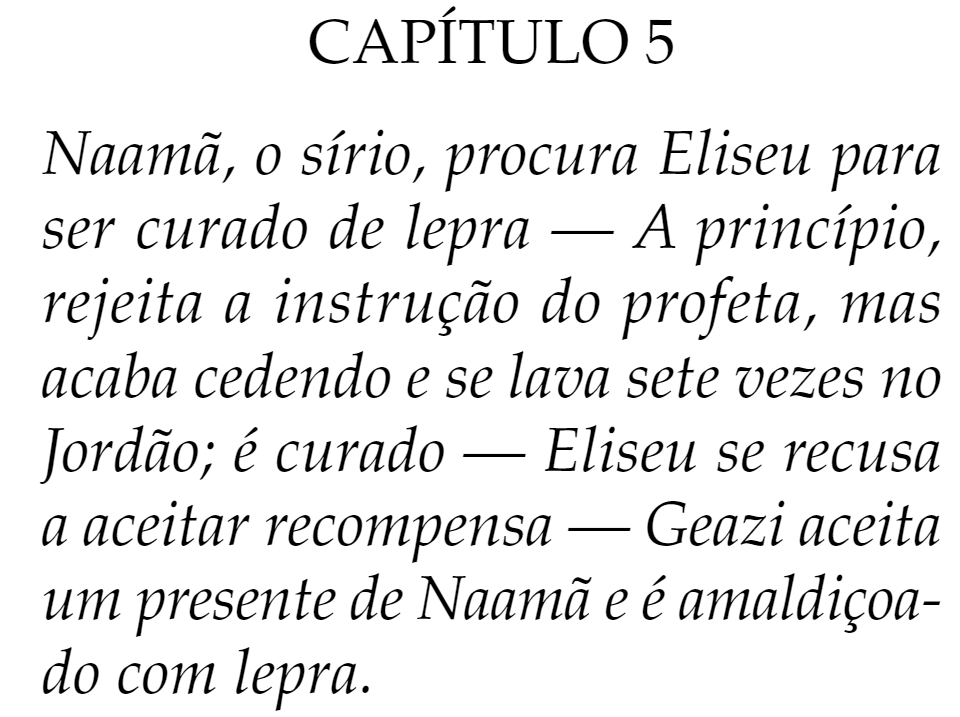 CAPÍTULO 5
Naamã, o sírio, procura Eliseu para
ser curado de lepra — A princípio,
rejeita a instrução do profeta, mas
acaba cedendo e se lava sete vezes no
Jordão; é curado — Eliseu se recusa
a aceitar recompensa — Geazi aceita
um presente de Naamã e é amaldiçoa-
do com lepra.